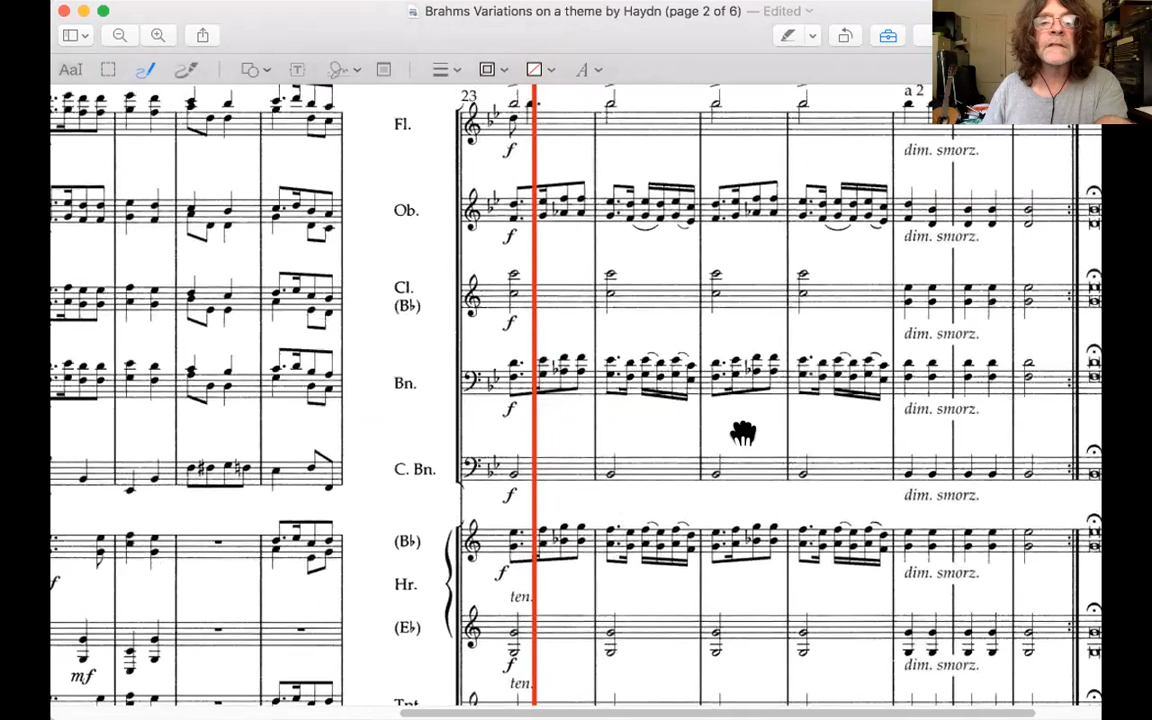 Brahms Variations on a theme by Haydn (page 2 of 6) — Edited
AaI
T
A
23
a 2
Fl.
f
dim. smorz.
Ob.
f
dim. smorz.
Cl.
(B♭)
f
dim. smorz.
Bn.
f
dim. smorz.
C. Bn.
f
dim. smorz.
(B♭)
f
dim. smorz.
f
Hr.
ten.
(E♭)
mf
f
dim. smorz.
ten.
Tpt